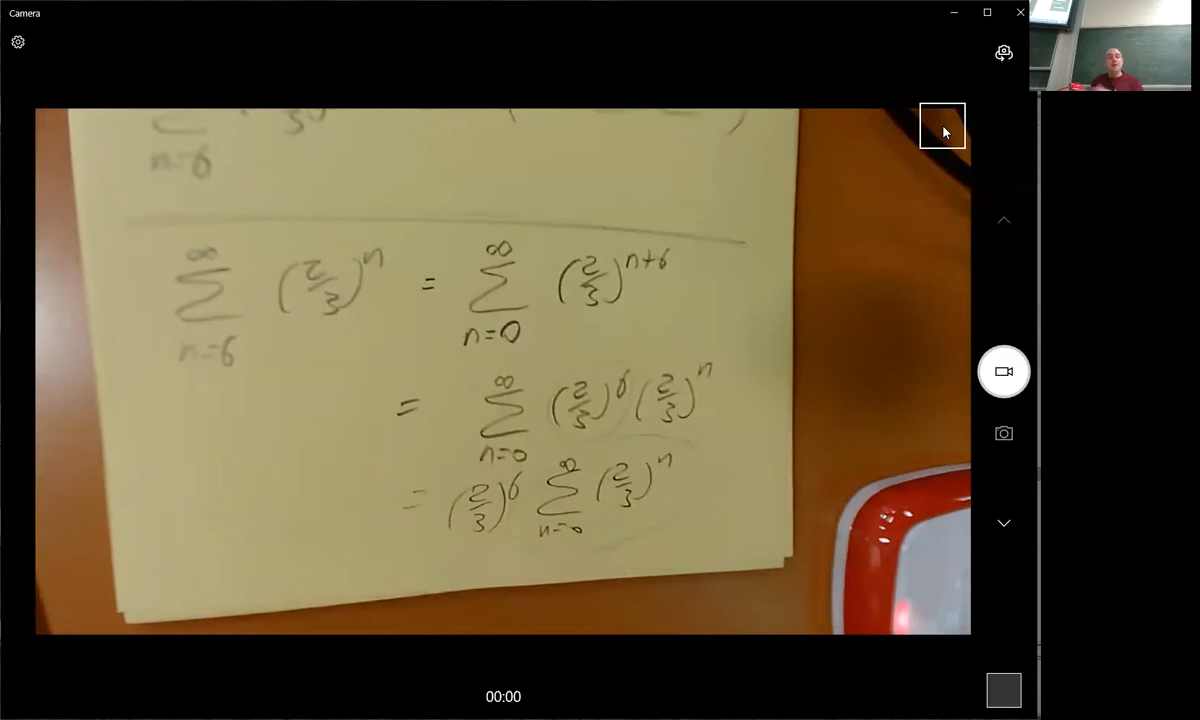 Camera
n=6
∞ ∞
∑ (2/3)^n = ∑ (2/3)^{n+6}
n=6 n=0
∞
= ∑ (2/3)^6 (2/3)^n
n=0
∞
= (2/3)^6 ∑ (2/3)^n
n=0
00:00